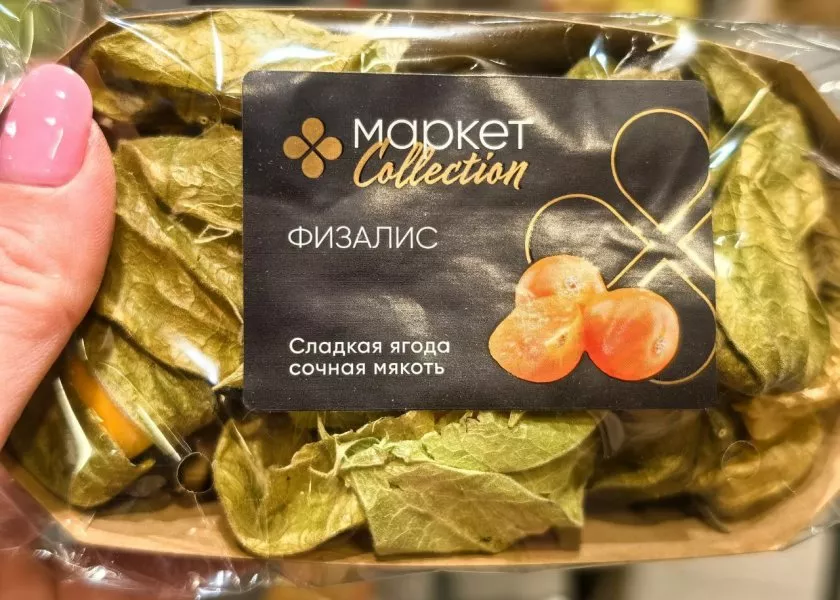 маркет
Collection
ФИЗАЛИС
Сладкая ягода
сочная мякоть